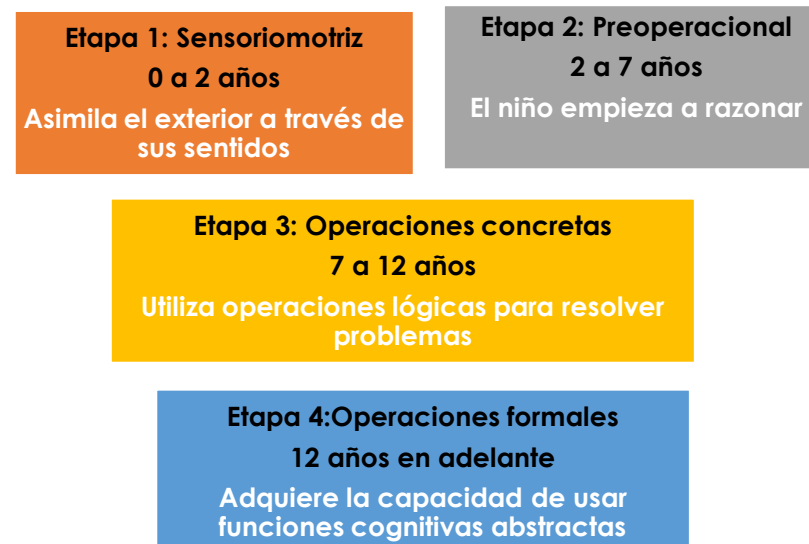 Etapa 1: Sensoriomotriz
0 a 2 años
Asimila el exterior a través de
sus sentidos
Etapa 2: Preoperacional
2 a 7 años
El niño empieza a razonar
Etapa 3: Operaciones concretas
7 a 12 años
Utiliza operaciones lógicas para resolver
problemas
Etapa 4:Operaciones formales
12 años en adelante
Adquiere la capacidad de usar
funciones cognitivas abstractas